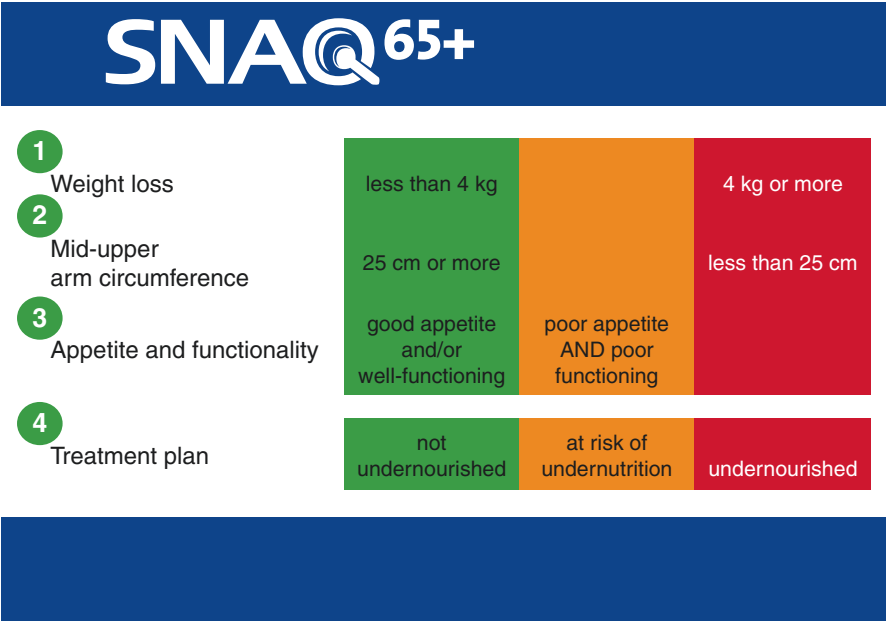 SNAQ 65+
1
Weight loss
less than 4 kg
4 kg or more
2
Mid-upper
arm circumference
25 cm or more
less than 25 cm
3
Appetite and functionality
good appetite
and/or
well-functioning
poor appetite
AND poor
functioning
4
Treatment plan
not
undernourished
at risk of
undernutrition
undernourished